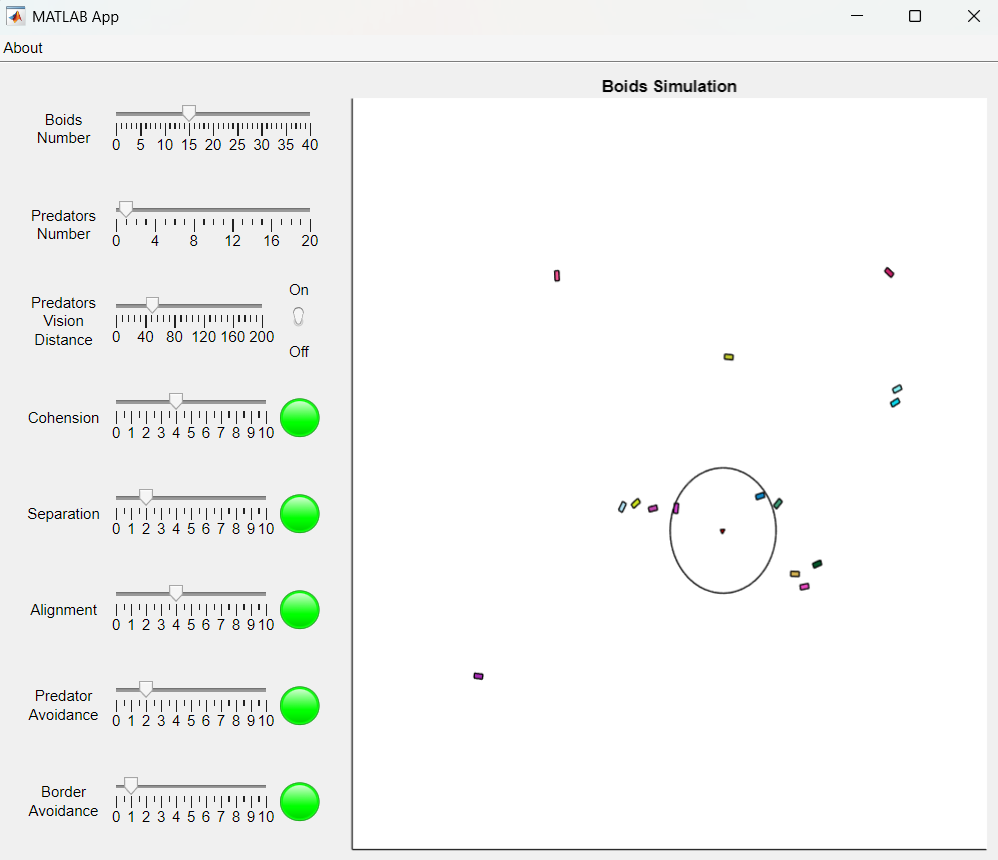 MATLAB App
About
Boids Simulation
Boids
Number
0 5 10 15 20 25 30 35 40
Predators
Number
0 4 8 12 16 20
On
Predators
Vision
Distance
0 40 80 120 160 200
Off
Cohension
0 1 2 3 4 5 6 7 8 9 10
Separation
0 1 2 3 4 5 6 7 8 9 10
Alignment
0 1 2 3 4 5 6 7 8 9 10
Predator
Avoidance
0 1 2 3 4 5 6 7 8 9 10
Border
Avoidance
0 1 2 3 4 5 6 7 8 9 10